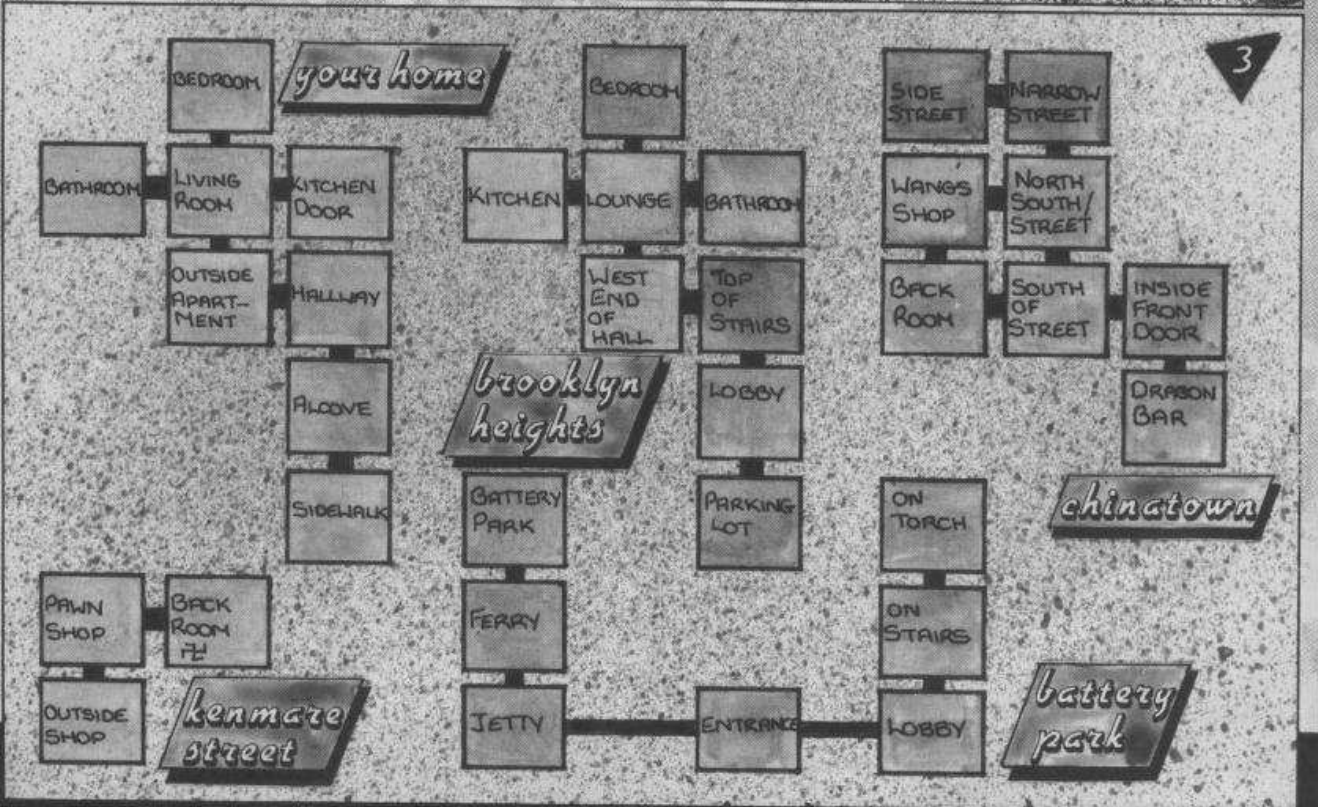 your home
BEDROOM
BATHROOM
LIVING
ROOM
KITCHEN
DOOR
OUTSIDE
APART-
MENT
HALLWAY
ALCOVE
SIDEWALK
BEDROOM
KITCHEN
LOUNGE
BATHROOM
WEST
END
OF
HALL
TOP
OF
STAIRS
brooklyn
heights
LOBBY
PARKING
LOT
3
SIDE
STREET
NARROW
STREET
WANGS
SHOP
NORTH
SOUTH/
STREET
BACK
ROOM
SOUTH
OF
STREET
INSIDE
FRONT
DOOR
DRAGON
BAR
chinatown
PAWN
SHOP
BACK
ROOM
OUTSIDE
SHOP
kenmare
street
BATTERY
PARK
FERRY
JETTY
ENTRANCE
ON
TORCH
ON
STAIRS
LOBBY
battery
park